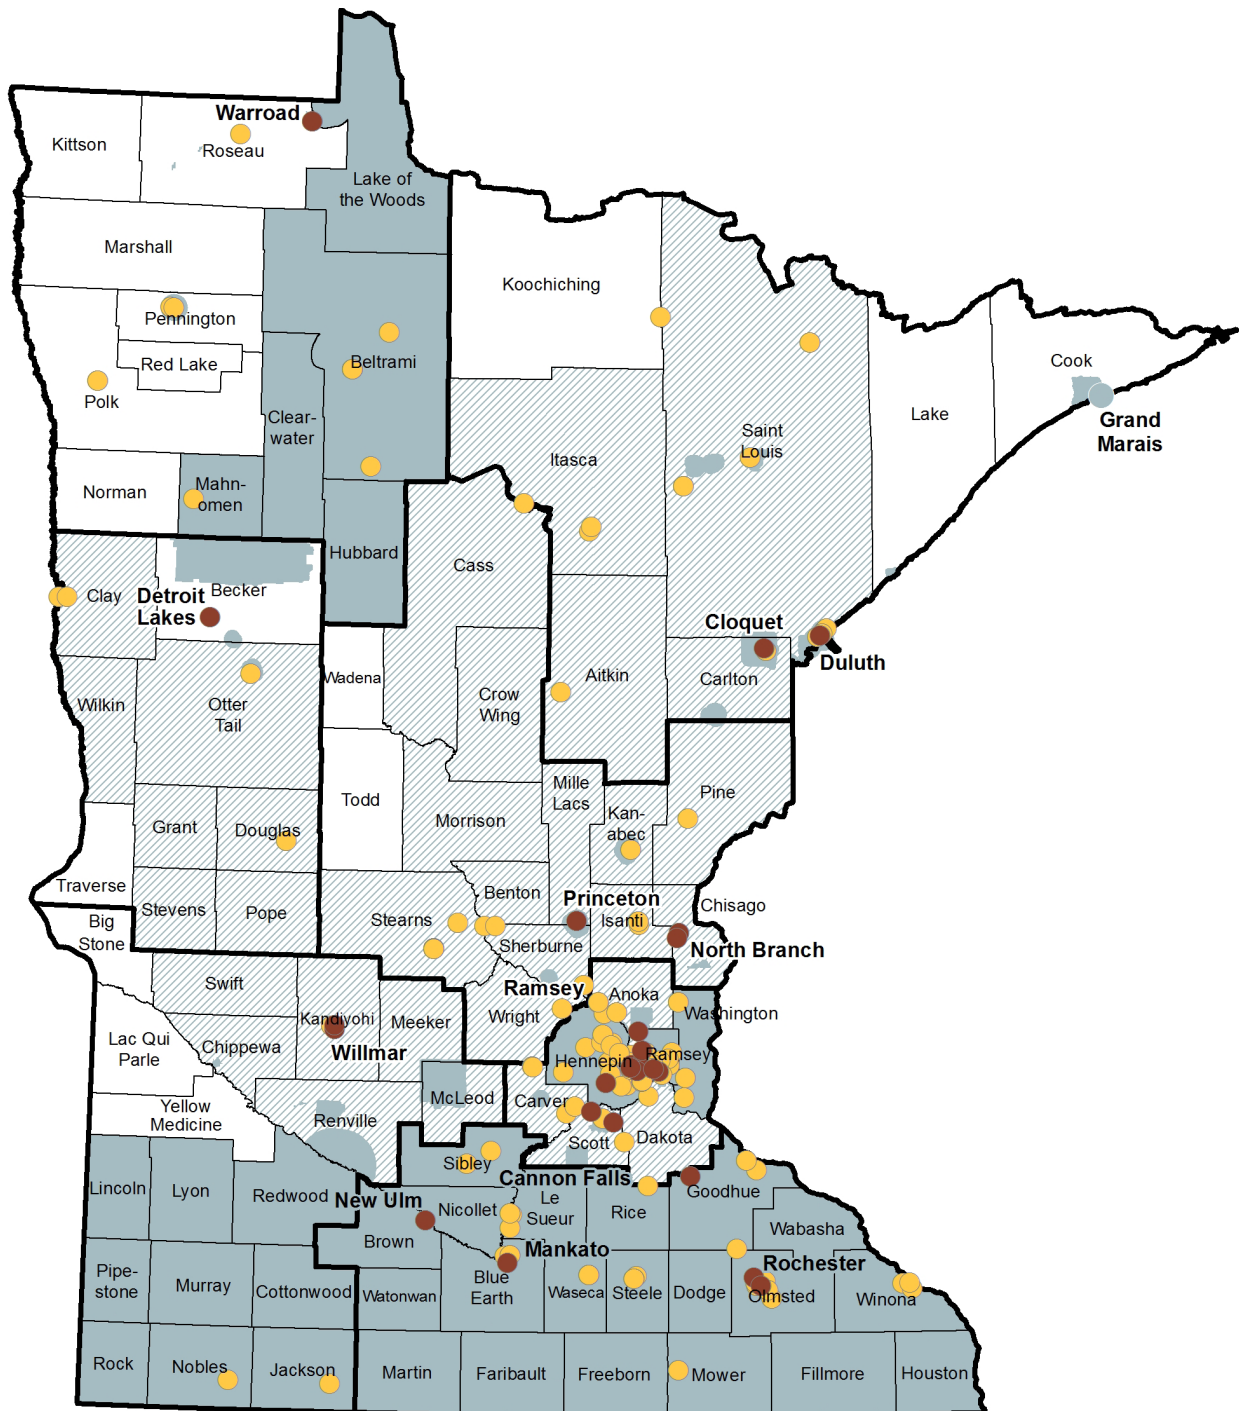 Warroad
Kittson
Roseau
Lake of
the Woods
Marshall
Koochiching
Pennington
Red Lake
Beltrami
Polk
Clear-
water
Cook
Grand
Marais
Lake
Saint
Louis
Itasca
Norman
Mahn-
omen
Hubbard
Cass
Clay
Detroit
Lakes
Becker
Cloquet
Duluth
Carlton
Aitkin
Wadena
Crow
Wing
Wilkin
Otter
Tail
Mille
Lacs
Pine
Kan-
abec
Todd
Morrison
Grant
Douglas
Traverse
Stevens
Pope
Benton
Princeton
Isanti
Chisago
Stearns
Sherburne
North Branch
Big
Stone
Swift
Ramsey
Anoka
Washington
Wright
Kandiyohi
Meeker
Lac Qui
Parle
Chippewa
Willmar
Hennepin
Ramsey
McLeod
Carver
Yellow
Medicine
Renville
Scott
Dakota
Sibley
Cannon Falls
Goodhue
Lincoln
Lyon
Redwood
New Ulm
Nicollet
Le
Sueur
Rice
Wabasha
Brown
Mankato
Rochester
Pipe-
stone
Murray
Cottonwood
Watonwan
Blue
Earth
Waseca
Steele
Dodge
Olmsted
Winona
Rock
Nobles
Jackson
Martin
Faribault
Freeborn
Mower
Fillmore
Houston